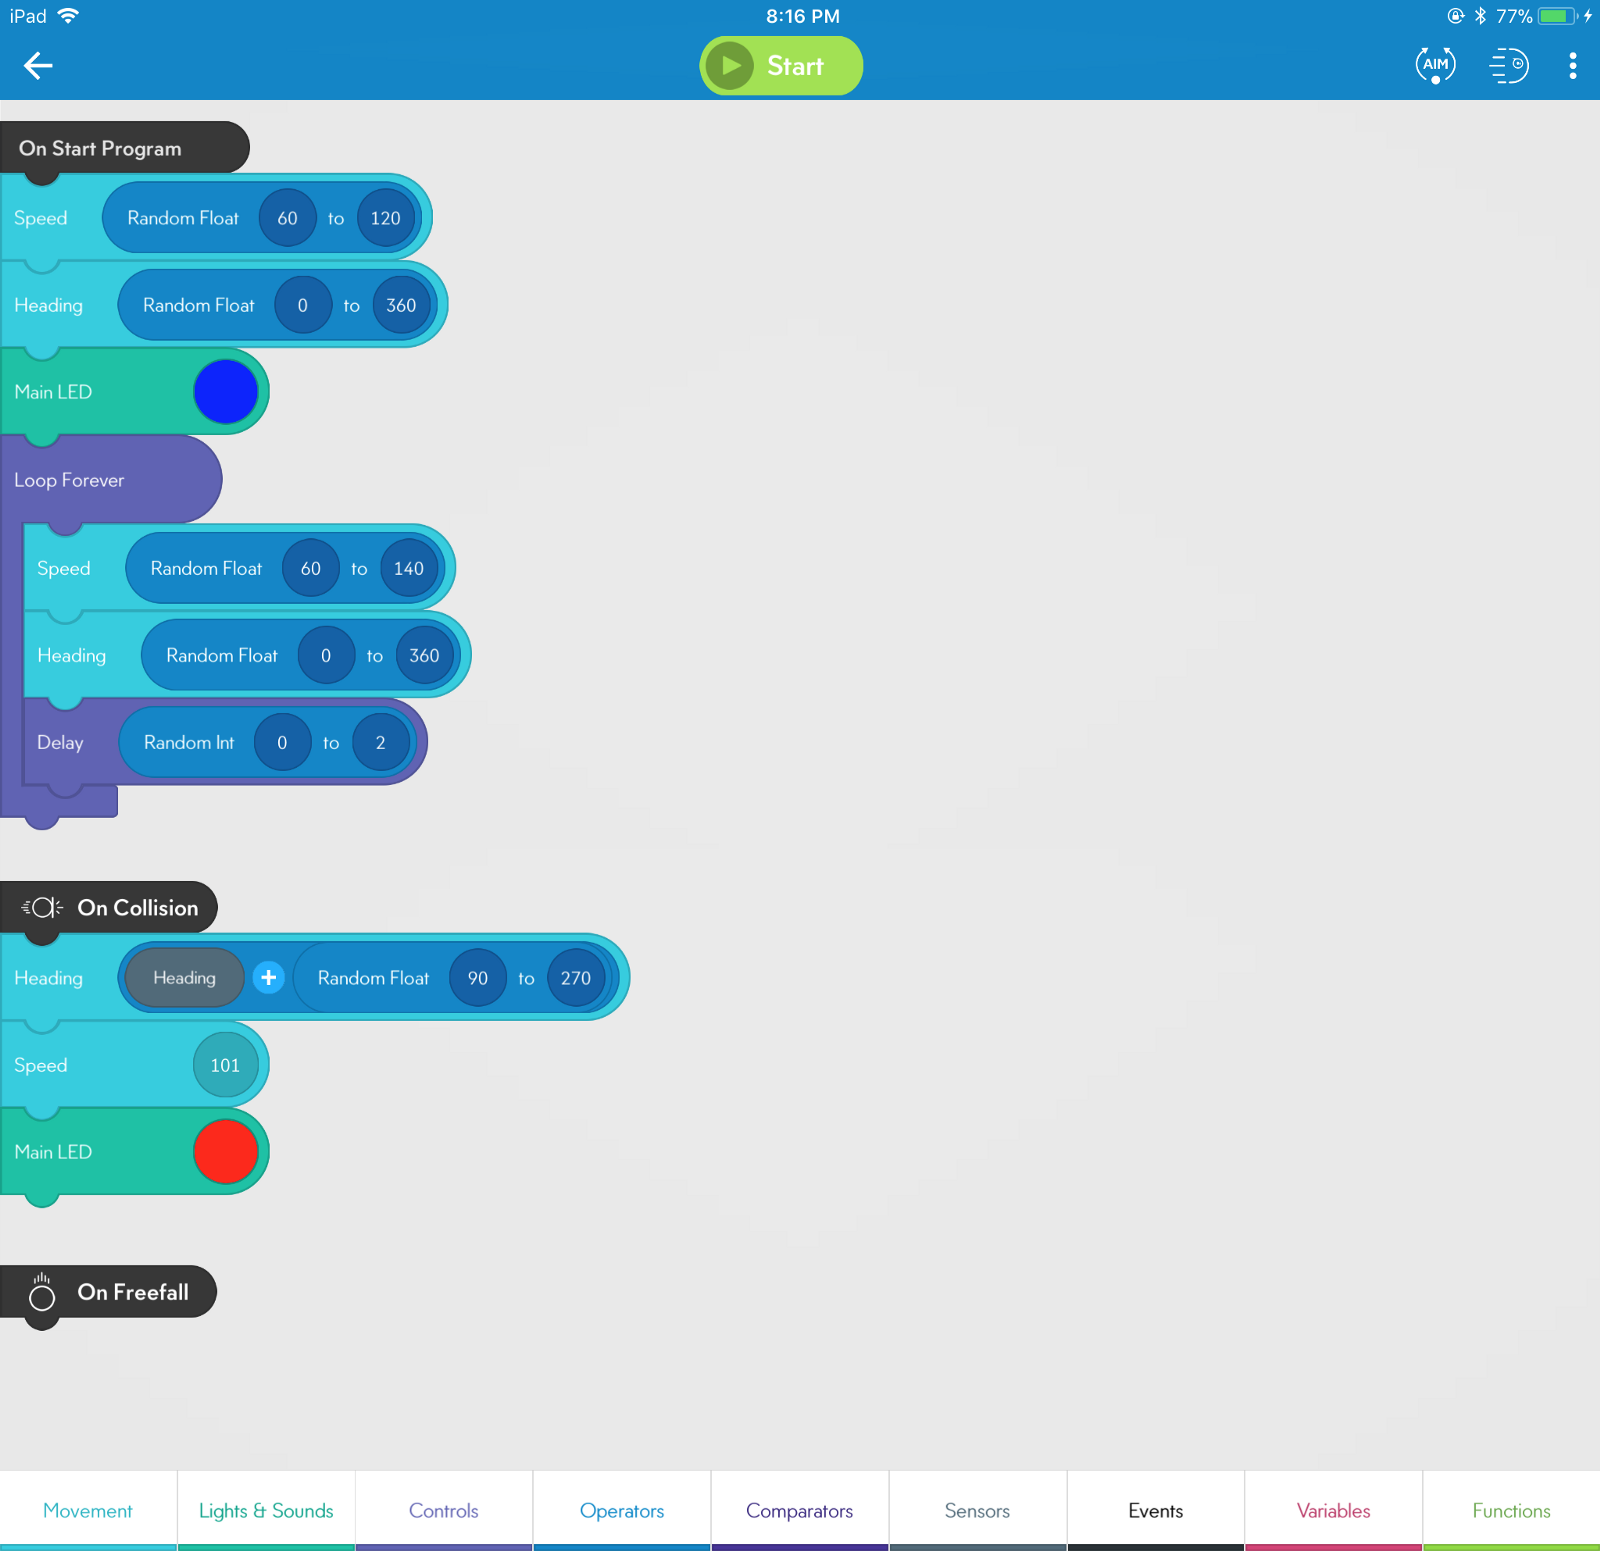 iPad 8:16 PM 77%
Start AIM
On Start Program
Speed Random Float 60 to 120
Heading Random Float 0 to 360
Main LED
Loop Forever
Speed Random Float 60 to 140
Heading Random Float 0 to 360
Delay Random Int 0 to 2
On Collision
Heading Heading + Random Float 90 to 270
Speed 101
Main LED
On Freefall
Movement Lights & Sounds Controls Operators Comparators Sensors Events Variables Functions